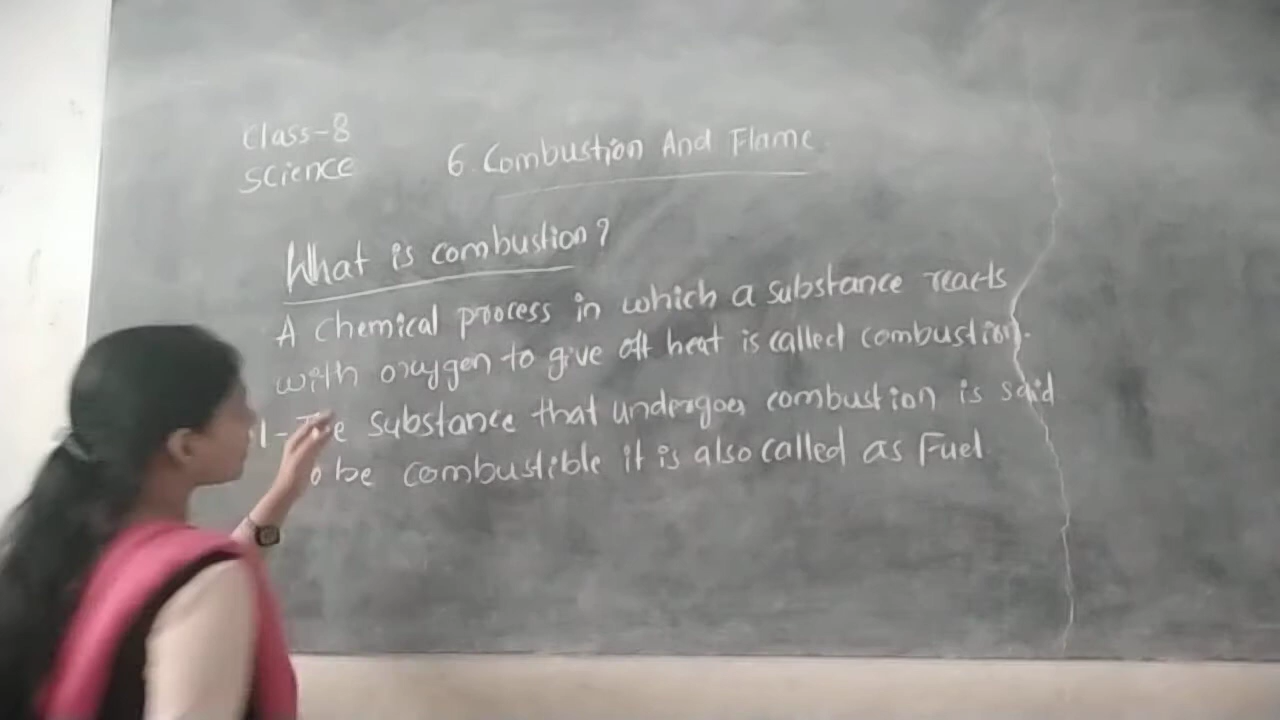 Class-8
Science
6. Combustion And Flame
What is combustion?
A chemical process in which a substance reacts
with oxygen to give off heat is called combustion.
1- The substance that undergoes combustion is said
be combustible it is also called as Fuel